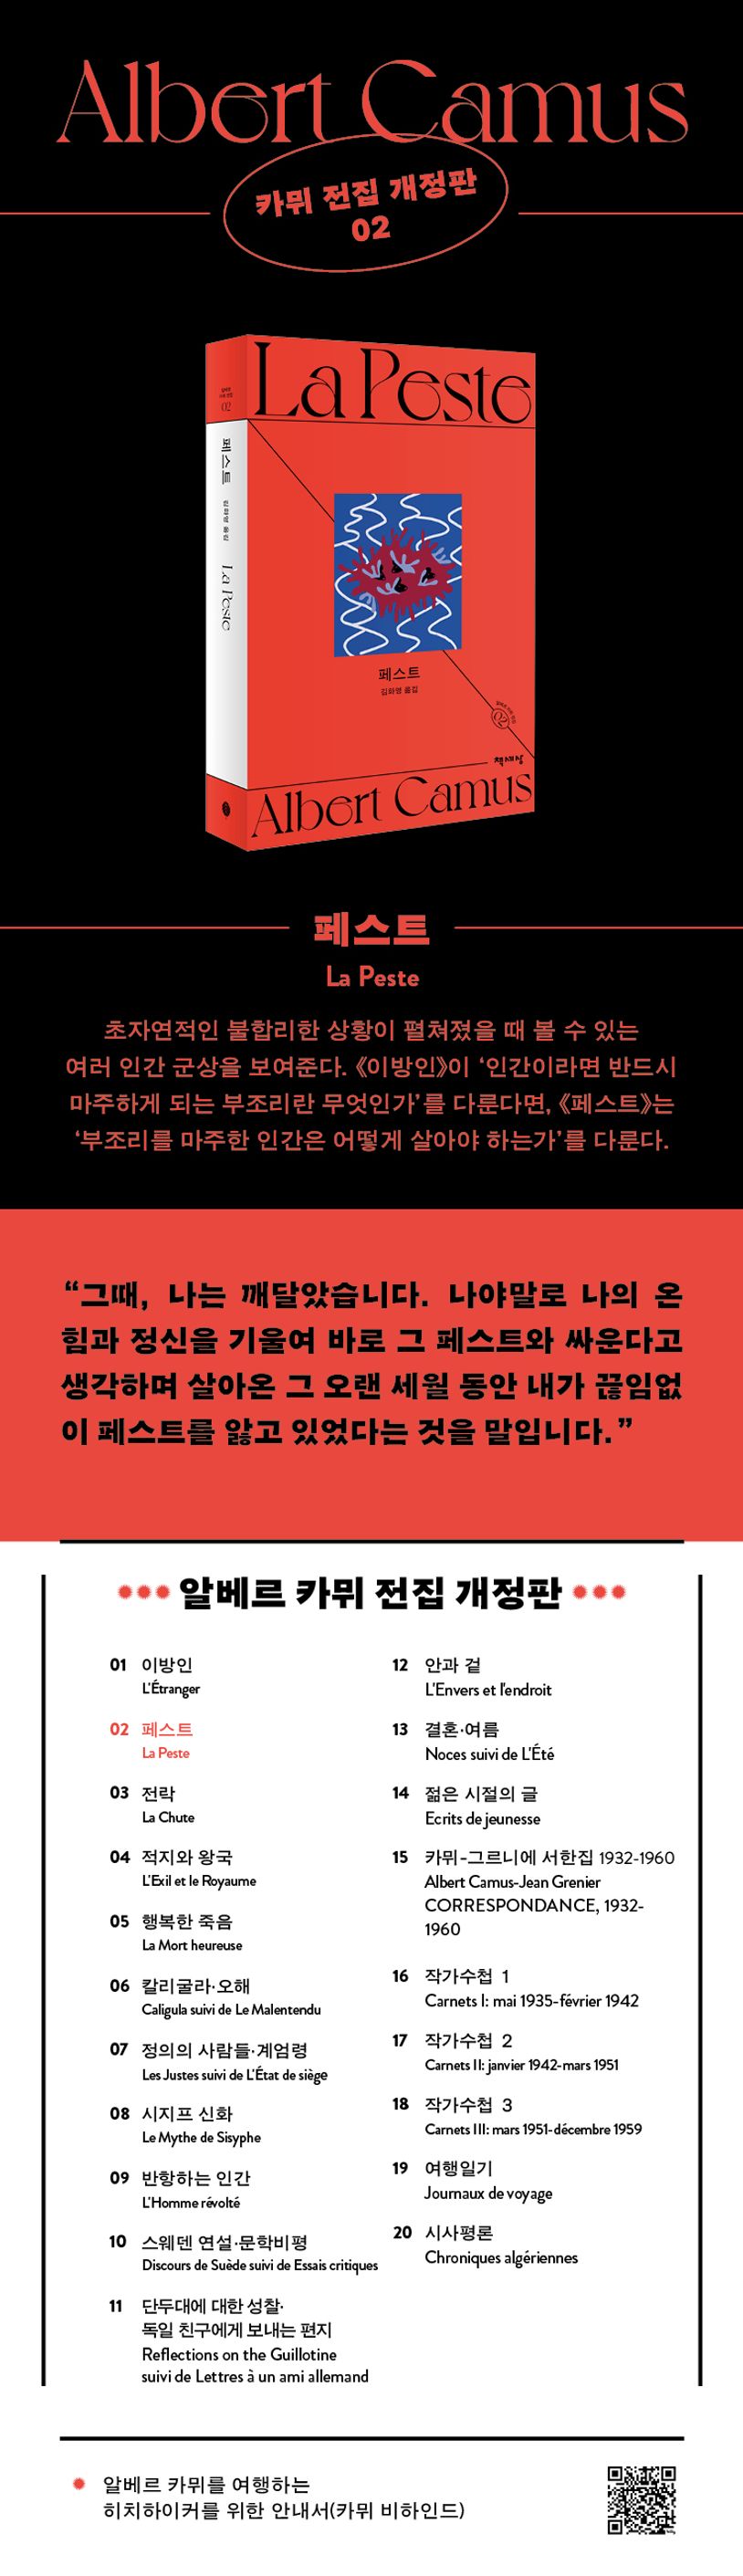 Albert Camus
카뮈 전집 개정판
02
La Peste
02
페스트 김화영 옮김 La Peste
페스트
김화영 옮김
02
책세상
Albert Camus
페스트
La Peste
초자연적인 불합리한 상황이 펼쳐졌을 때 볼 수 있는
여러 인간 군상을 보여준다. 《이방인》이 ‘인간이라면 반드시
마주하게 되는 부조리란 무엇인가’를 다룬다면, 《페스트》는
‘부조리를 마주한 인간은 어떻게 살아야 하는가’를 다룬다.
“그때, 나는 깨달았습니다. 나야말로 나의 온
힘과 정신을 기울여 바로 그 페스트와 싸운다고
생각하며 살아온 그 오랜 세월 동안 내가 끊임없
이 페스트를 앓고 있었다는 것을 말입니다.”
알베르 카뮈 전집 개정판
01 이방인
L'Étranger
02 페스트
La Peste
03 전락
La Chute
04 적지와 왕국
L'Exil et le Royaume
05 행복한 죽음
La Mort heureuse
06 칼리굴라·오해
Caligula suivi de Le Malentendu
07 정의의 사람들·계엄령
Les Justes suivi de L'État de siège
08 시지프 신화
Le Mythe de Sisyphe
09 반항하는 인간
L'Homme révolté
10 스웨덴 연설·문학비평
Discours de Suède suivi de Essais critiques
11 단두대에 대한 성찰·
독일 친구에게 보내는 편지
Reflections on the Guillotine
suivi de Lettres à un ami allemand
12 안과 겉
L'Envers et l'endroit
13 결혼·여름
Noces suivi de L'Été
14 젊은 시절의 글
Ecrits de jeunesse
15 카뮈-그르니에 서한집 1932-1960
Albert Camus-Jean Grenier
CORRESPONDANCE, 1932-
1960
16 작가수첩 1
Carnets I: mai 1935-février 1942
17 작가수첩 2
Carnets II: janvier 1942-mars 1951
18 작가수첩 3
Carnets III: mars 1951-décembre 1959
19 여행일기
Journaux de voyage
20 시사평론
Chroniques algériennes
알베르 카뮈를 여행하는
히치하이커를 위한 안내서(카뮈 비하인드)